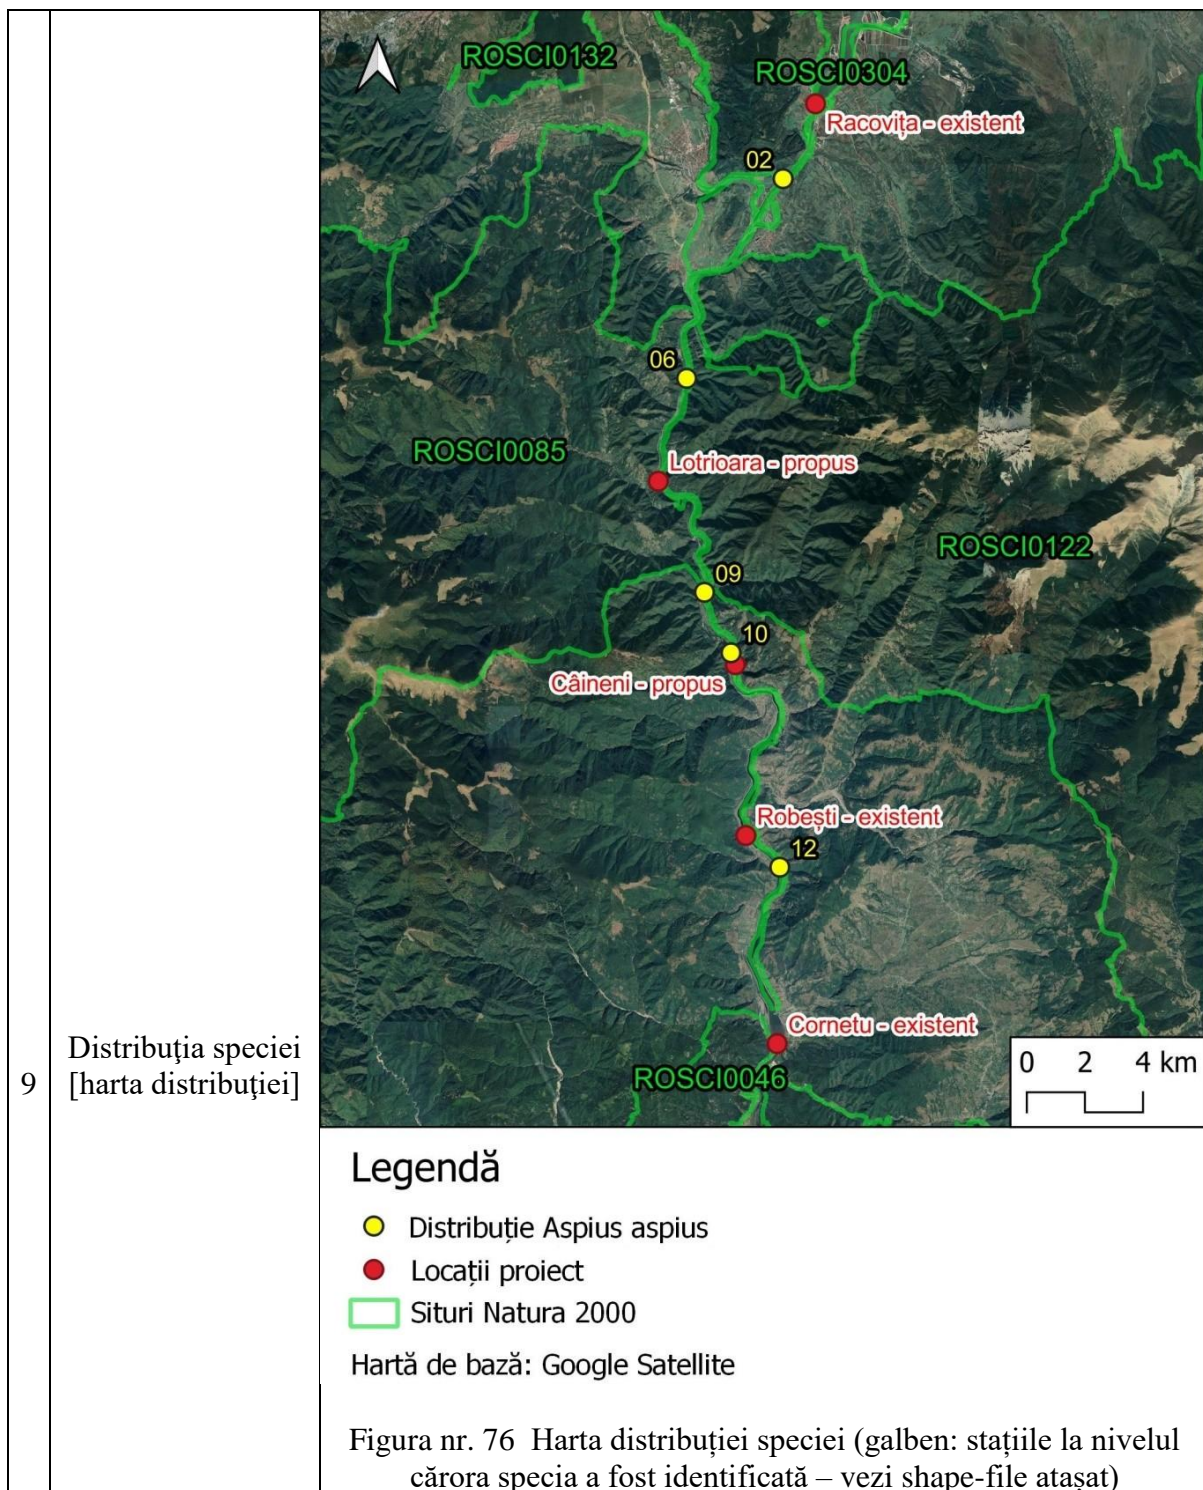 9
Distribuţia speciei
[harta distribuţiei]
ROSCI0132
ROSCI0304
Racovița - existent
02
06
ROSCI0085
Lotrioara - propus
ROSCI0122
09
10
Câineni - propus
Robești - existent
12
Cornetu - existent
ROSCI0046
0 2 4 km
Legendă
Distribuție Aspius aspius
Locații proiect
Situri Natura 2000
Hartă de bază: Google Satellite
Figura nr. 76 Harta distribuției speciei (galben: stațiile la nivelul
cărora specia a fost identificată – vezi shape-file atașat)